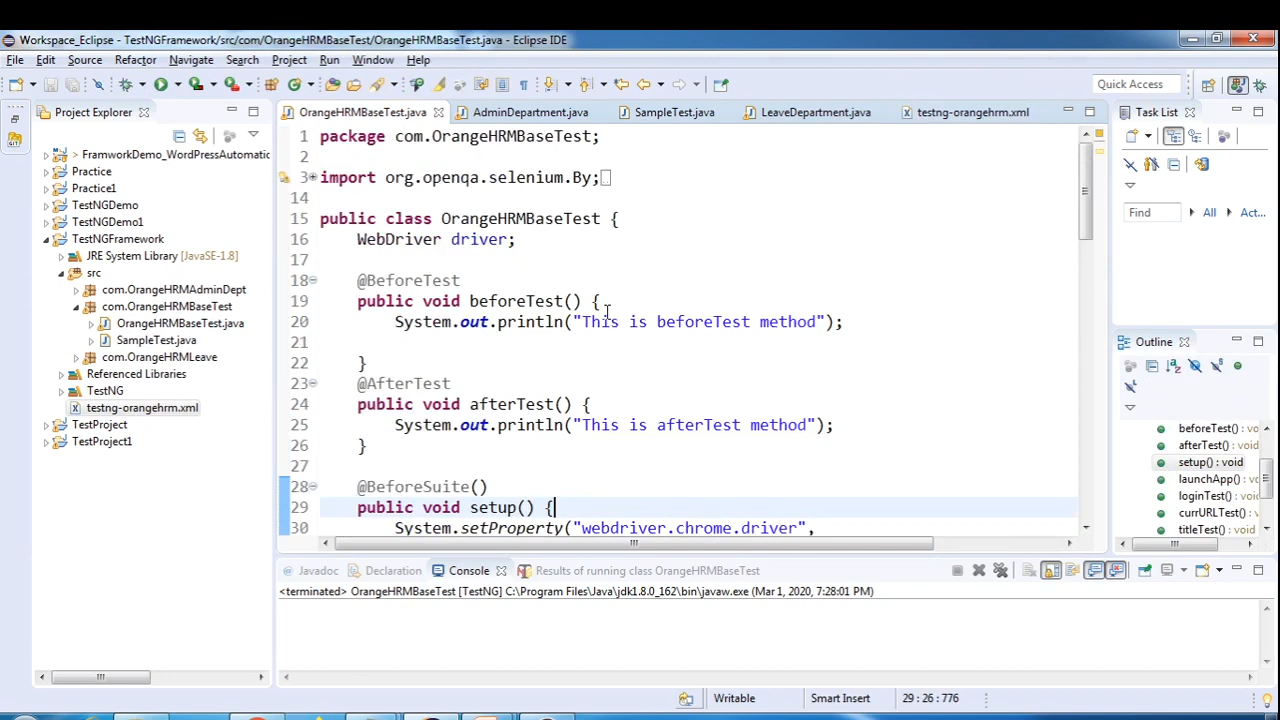 Workspace_Eclipse - TestNGFramework/src/com/OrangeHRMBaseTest/OrangeHRMBaseTest.java - Eclipse IDE
File Edit Source Refactor Navigate Search Project Run Window Help
Quick Access
Project Explorer
> FramworkDemo_WordPressAutomatic
Practice
Practice1
TestNGDemo
TestNGDemo1
TestNGFramework
JRE System Library [JavaSE-1.8]
src
com.OrangeHRMAdminDept
com.OrangeHRMBaseTest
OrangeHRMBaseTest.java
SampleTest.java
com.OrangeHRMLeave
Referenced Libraries
TestNG
testng-orangehrm.xml
TestProject
TestProject1
OrangeHRMBaseTest.java AdminDepartment.java SampleTest.java LeaveDepartment.java testng-orangehrm.xml
1 package com.OrangeHRMBaseTest;
2
3 import org.openqa.selenium.By;
14
15 public class OrangeHRMBaseTest {
16 WebDriver driver;
17
18 @BeforeTest
19 public void beforeTest() {
20 System.out.println("This is beforeTest method");
21
22 }
23 @AfterTest
24 public void afterTest() {
25 System.out.println("This is afterTest method");
26 }
27
28 @BeforeSuite()
29 public void setup() {
30 System.setProperty("webdriver.chrome.driver",
Task List
Find All Act...
Outline
beforeTest() : vo
afterTest() : voi
setup() : void
launchApp() : vo
loginTest() : voi
currURLTest() : v
titleTest() : void
Javadoc Declaration Console Results of running class OrangeHRMBaseTest
<terminated> OrangeHRMBaseTest [TestNG] C:\Program Files\Java\jdk1.8.0_162\bin\javaw.exe (Mar 1, 2020, 7:28:01 PM)
Writable Smart Insert 29 : 26 : 776